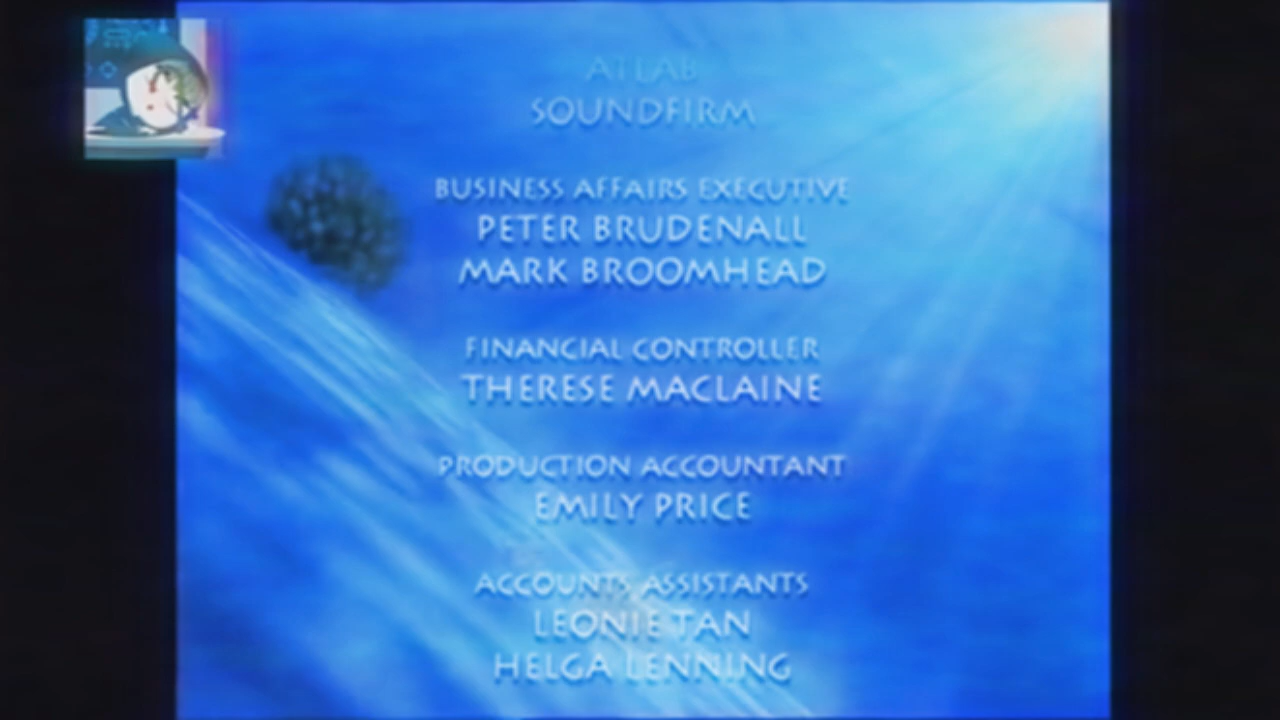 ATLAB
SOUNDFIRM
BUSINESS AFFAIRS EXECUTIVE
PETER BRUDENALL
MARK BROOMHEAD
FINANCIAL CONTROLLER
THERESE MACLAINE
PRODUCTION ACCOUNTANT
EMILY PRICE
ACCOUNTS ASSISTANTS
LEONIE TAN
HELGA LENNING